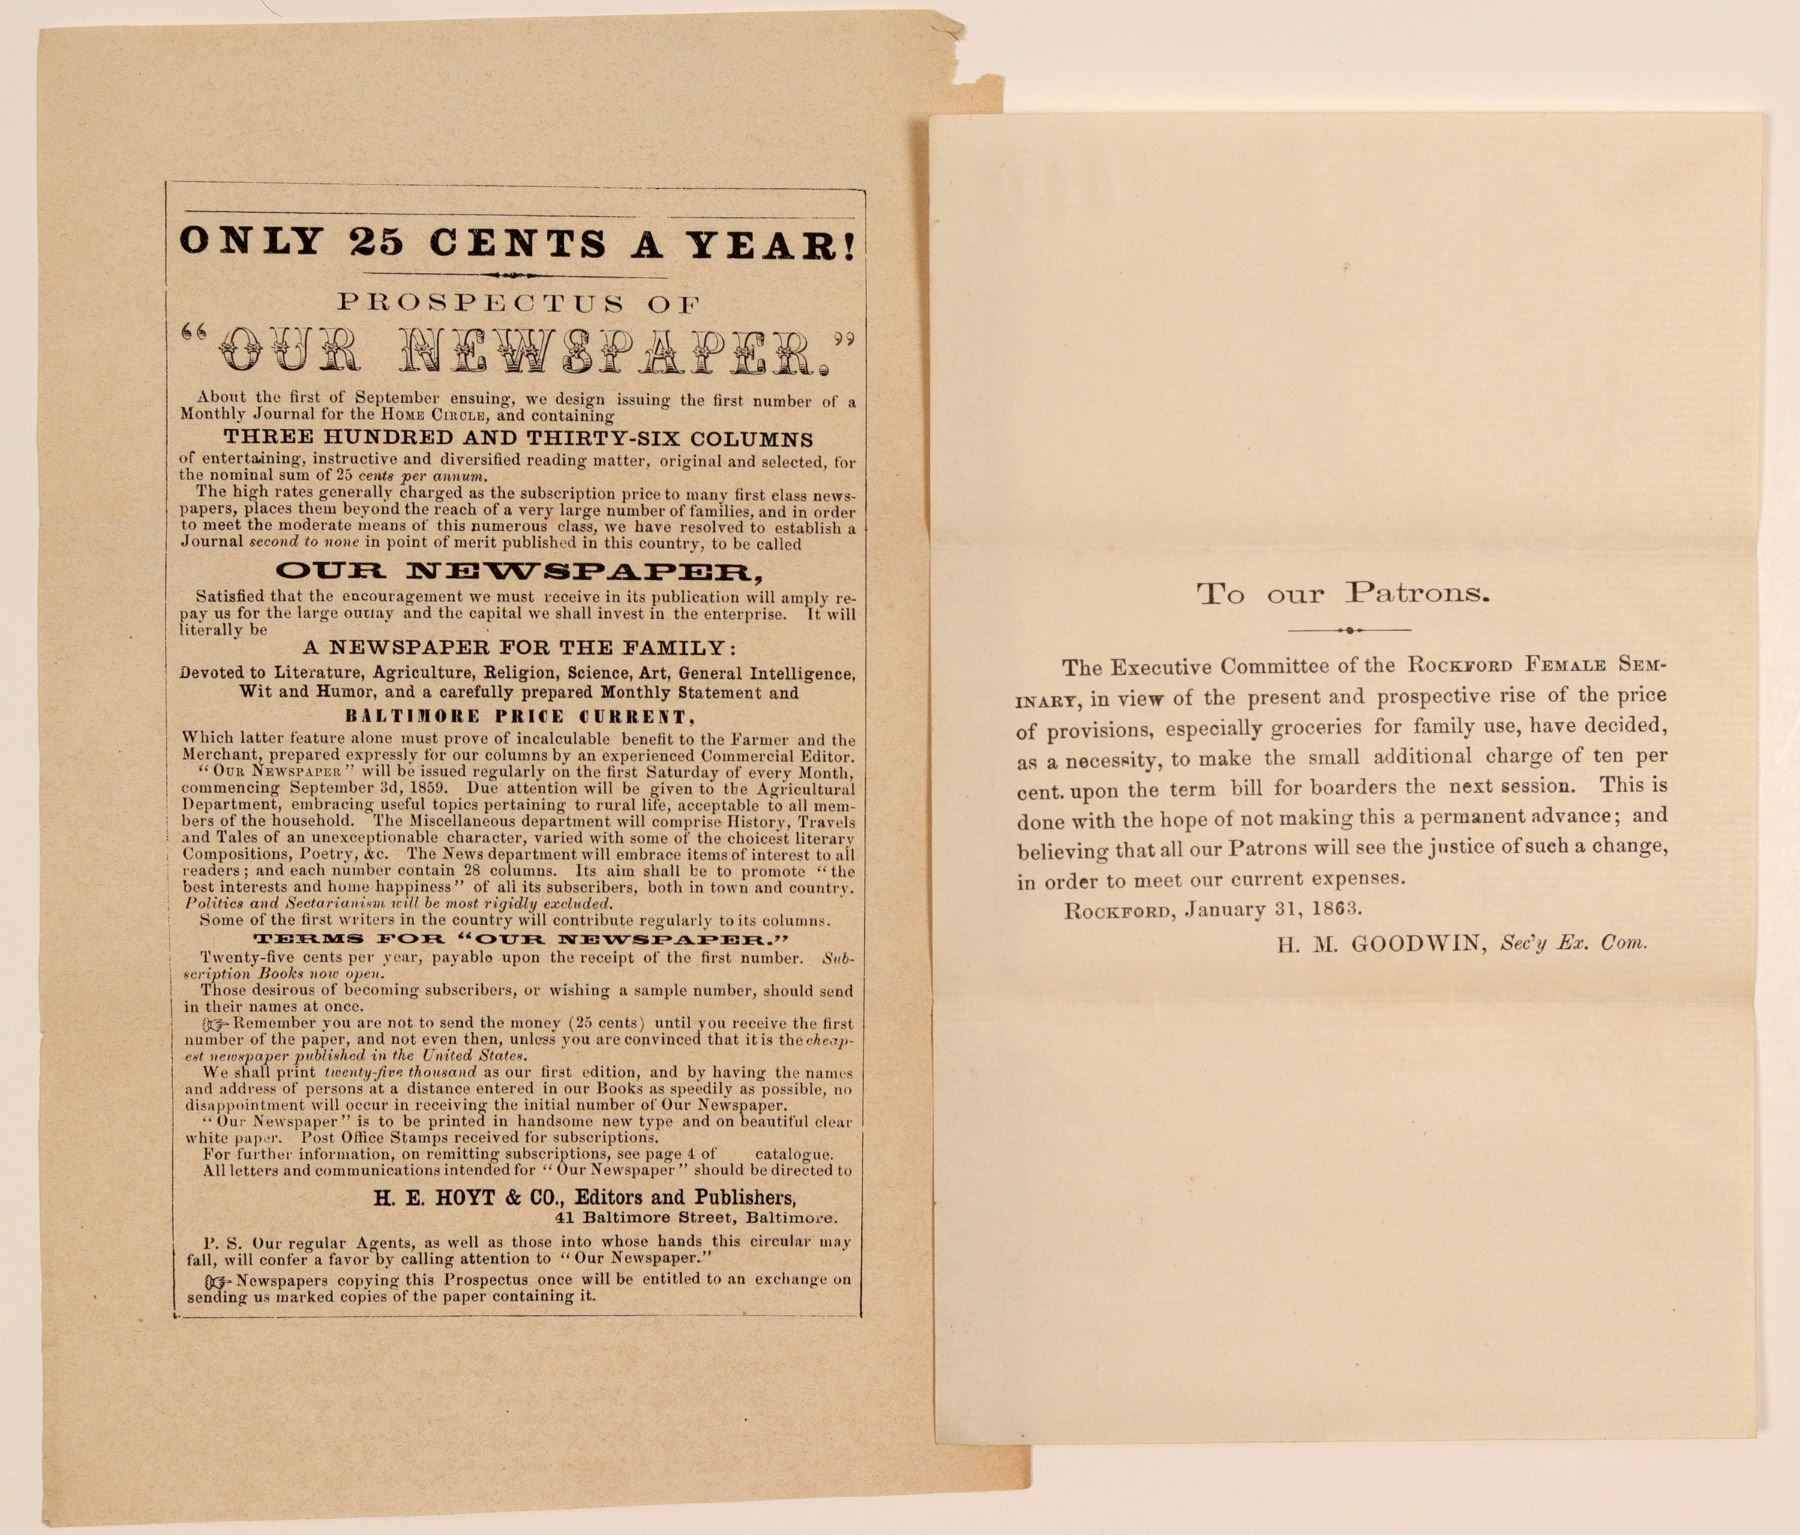 ONLY 25 CENTS A YEAR!
PROSPECTUS OF
“OUR NEWSPAPER.”
About the first of September ensuing, we design issuing the first number of a
Monthly Journal for the HOME CIRCLE, and containing
THREE HUNDRED AND THIRTY-SIX COLUMNS
of entertaining, instructive and diversified reading matter, original and selected, for
the nominal sum of 25 cents per annum.
The high rates generally charged as the subscription price to many first class news-
papers, places them beyond the reach of a very large number of families, and in order
to meet the moderate means of this numerous class, we have resolved to establish a
Journal second to none in point of merit published in this country, to be called
OUR NEWSPAPER,
Satisfied that the encouragement we must receive in its publication will amply re-
pay us for the large outlay and the capital we shall invest in the enterprise. It will
literally be
A NEWSPAPER FOR THE FAMILY:
Devoted to Literature, Agriculture, Religion, Science, Art, General Intelligence,
Wit and Humor, and a carefully prepared Monthly Statement and
BALTIMORE PRICE CURRENT,
Which latter feature alone must prove of incalculable benefit to the Farmer and the
Merchant, prepared expressly for our columns by an experienced Commercial Editor.
“OUR NEWSPAPER” will be issued regularly on the first Saturday of every Month,
commencing September 3d, 1859. Due attention will be given to the Agricultural
Department, embracing useful topics pertaining to rural life, acceptable to all mem-
bers of the household. The Miscellaneous department will comprise History, Travels
and Tales of an unexceptionable character, varied with some of the choicest literary
Compositions, Poetry, &c. The News department will embrace items of interest to all
readers; and each number contain 28 columns. Its aim shall be to promote “the
best interests and home happiness” of all its subscribers, both in town and country.
Politics and Sectarianism will be most rigidly excluded.
Some of the first writers in the country will contribute regularly to its columns.
TERMS FOR “OUR NEWSPAPER.”
Twenty-five cents per year, payable upon the receipt of the first number. Sub-
scription Books now open.
Those desirous of becoming subscribers, or wishing a sample number, should send
in their names at once.
☞ Remember you are not to send the money (25 cents) until you receive the first
number of the paper, and not even then, unless you are convinced that it is the cheap-
est newspaper published in the United States.
We shall print twenty-five thousand as our first edition, and by having the names
and address of persons at a distance entered in our Books as speedily as possible, no
disappointment will occur in receiving the initial number of Our Newspaper.
“Our Newspaper” is to be printed in handsome new type and on beautiful clear
white paper. Post Office Stamps received for subscriptions.
For further information, on remitting subscriptions, see page 4 of catalogue.
All letters and communications intended for “Our Newspaper” should be directed to
H. E. HOYT & CO., Editors and Publishers,
41 Baltimore Street, Baltimore.
P. S. Our regular Agents, as well as those into whose hands this circular may
fall, will confer a favor by calling attention to “Our Newspaper.”
☞ Newspapers copying this Prospectus once will be entitled to an exchange on
sending us marked copies of the paper containing it.
To our Patrons.
The Executive Committee of the ROCKFORD FEMALE SEM-
INARY, in view of the present and prospective rise of the price
of provisions, especially groceries for family use, have decided,
as a necessity, to make the small additional charge of ten per
cent. upon the term bill for boarders the next session. This is
done with the hope of not making this a permanent advance; and
believing that all our Patrons will see the justice of such a change,
in order to meet our current expenses.
ROCKFORD, January 31, 1863.
H. M. GOODWIN, Sec'y Ex. Com.